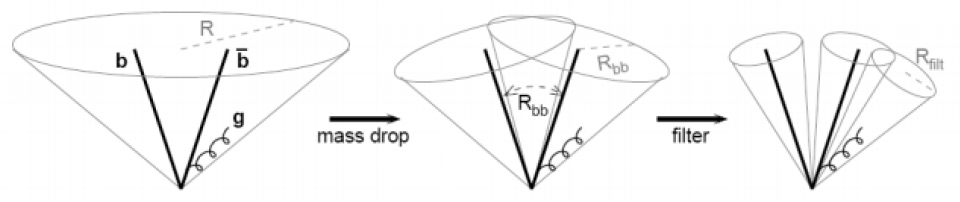 R
b
b̄
g
mass drop
R_bb
R_bb
filter
R_filt